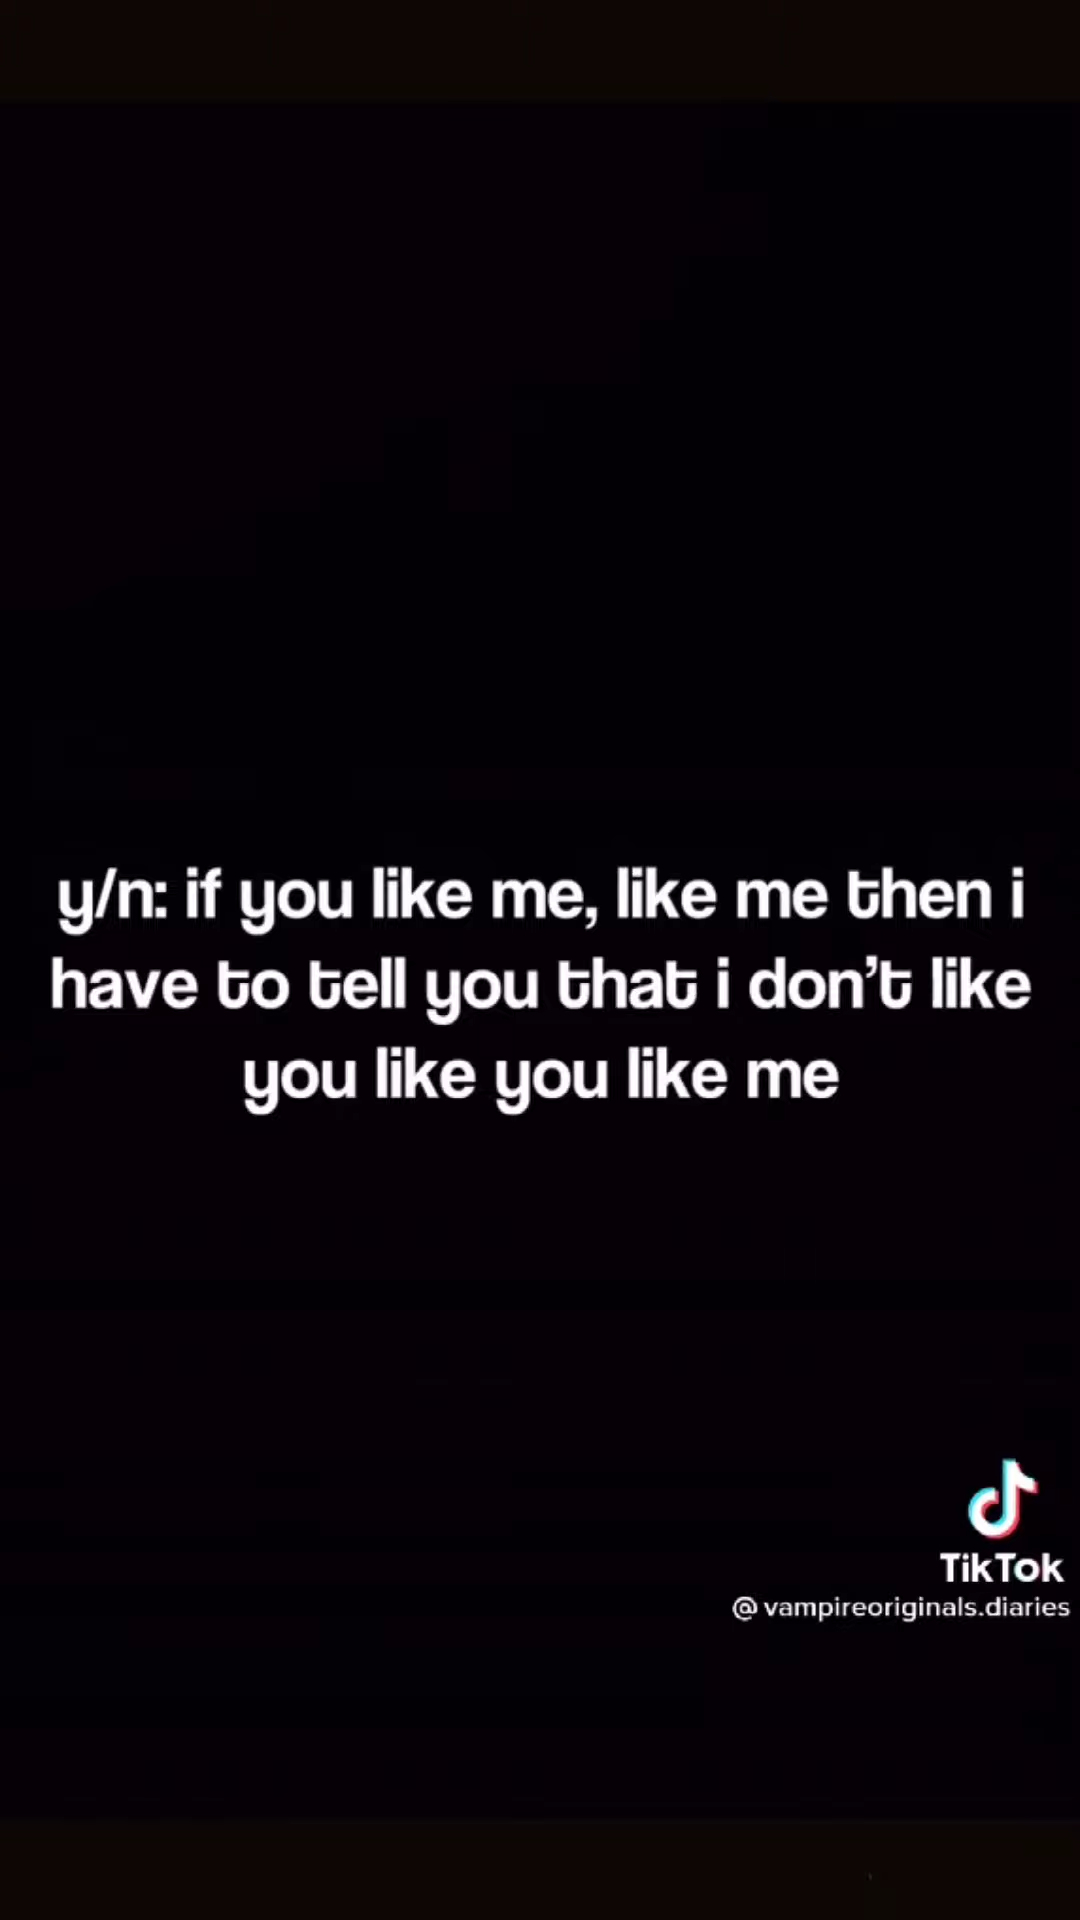 y/n: if you like me, like me then i
have to tell you that i don't like
you like you like me
TikTok
@vampireoriginals.diaries